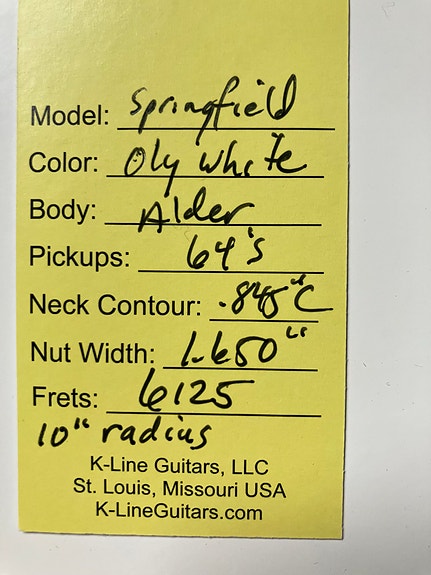 Model: Springfield
Color: Oly white
Body: Alder
Pickups: 64's
Neck Contour: .845" C
Nut Width: 1.650"
Frets: 6125
10" radius
K-Line Guitars, LLC
St. Louis, Missouri USA
K-LineGuitars.com